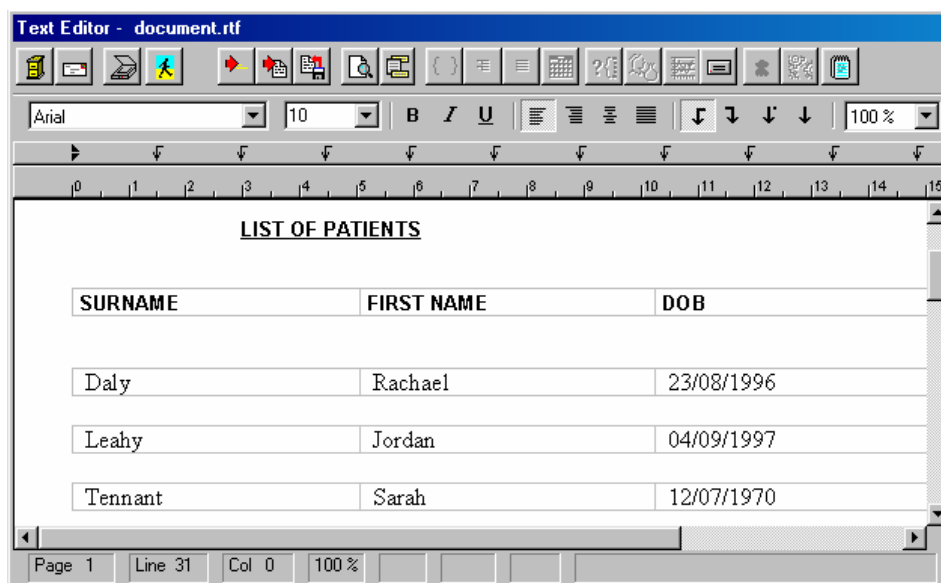 Text Editor - document.rtf
{ } ?{
Arial 10 B I U 100 %
0 1 2 3 4 5 6 7 8 9 10 11 12 13 14 15
LIST OF PATIENTS
SURNAME FIRST NAME DOB
Daly Rachael 23/08/1996
Leahy Jordan 04/09/1997
Tennant Sarah 12/07/1970
Page 1 Line 31 Col 0 100 %